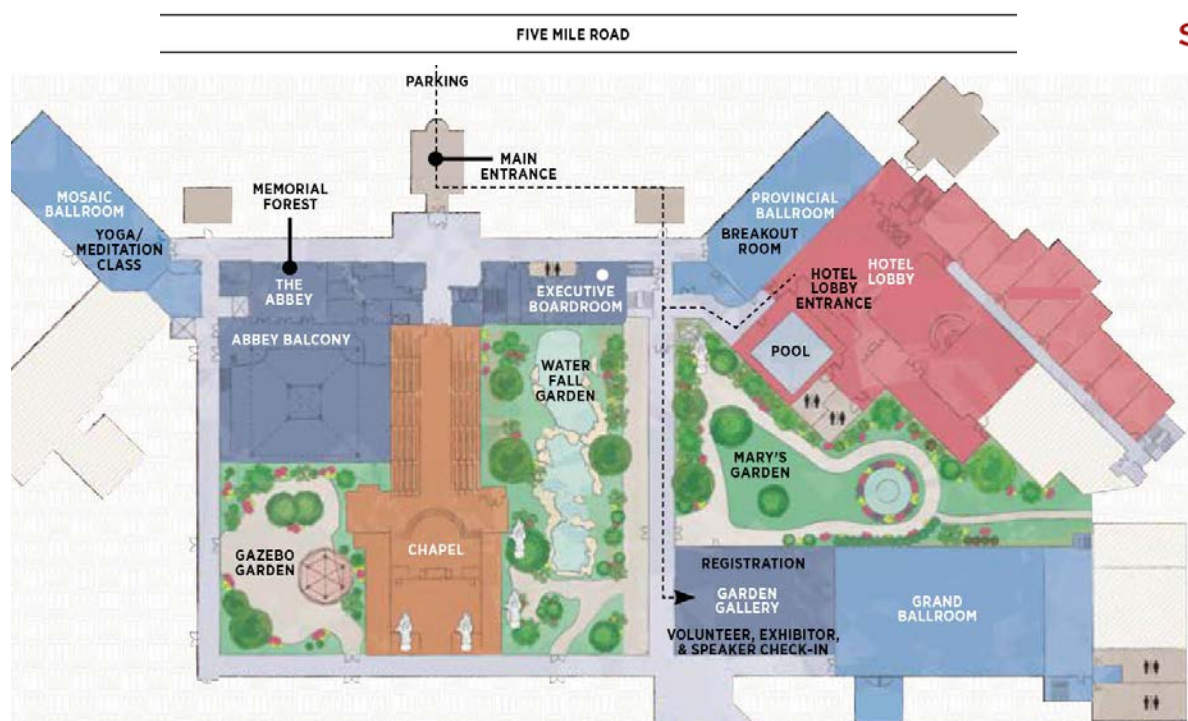 FIVE MILE ROAD
S
PARKING
MAIN
ENTRANCE
MEMORIAL
FOREST
MOSAIC
BALLROOM
YOGA/
MEDITATION
CLASS
PROVINCIAL
BALLROOM
BREAKOUT
ROOM
HOTEL
LOBBY
HOTEL
LOBBY
ENTRANCE
THE
ABBEY
EXECUTIVE
BOARDROOM
ABBEY BALCONY
POOL
WATER
FALL
GARDEN
MARY'S
GARDEN
GAZEBO
GARDEN
CHAPEL
REGISTRATION
GARDEN
GALLERY
VOLUNTEER, EXHIBITOR,
& SPEAKER CHECK-IN
GRAND
BALLROOM